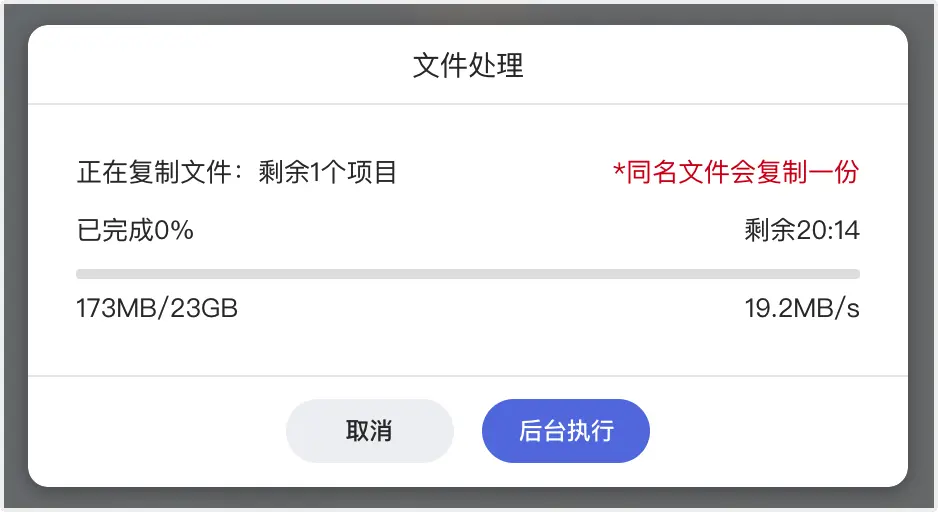 文件处理
正在复制文件：剩余1个项目
*同名文件会复制一份
已完成0%
剩余20:14
173MB/23GB
19.2MB/s
取消
后台执行